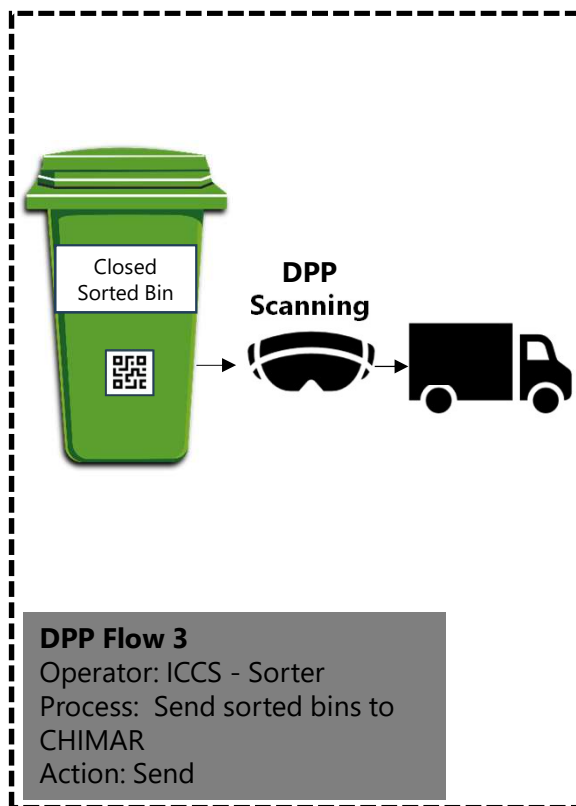 Closed
Sorted Bin
DPP
Scanning
DPP Flow 3
Operator: ICCS - Sorter
Process:  Send sorted bins to
CHIMAR
Action: Send